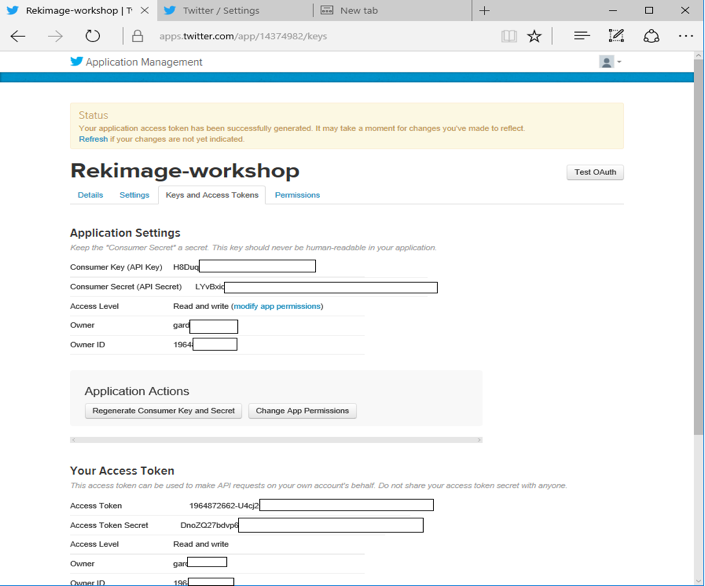 Rekimage-workshop | Tv
Twitter / Settings
New tab
apps.twitter.com/app/14374982/keys
Application Management
Status
Your application access token has been successfully generated. It may take a moment for changes you've made to reflect.
Refresh if your changes are not yet indicated.
Rekimage-workshop
Test OAuth
Details Settings Keys and Access Tokens Permissions
Application Settings
Keep the "Consumer Secret" a secret. This key should never be human-readable in your application.
Consumer Key (API Key) H8Duq
Consumer Secret (API Secret) LYvBxic
Access Level Read and write (modify app permissions)
Owner gard
Owner ID 1964
Application Actions
Regenerate Consumer Key and Secret Change App Permissions
Your Access Token
This access token can be used to make API requests on your own account's behalf. Do not share your access token secret with anyone.
Access Token 1964872662-U4cj2
Access Token Secret DnoZQ27bdvp6
Access Level Read and write
Owner gar
Owner ID 196